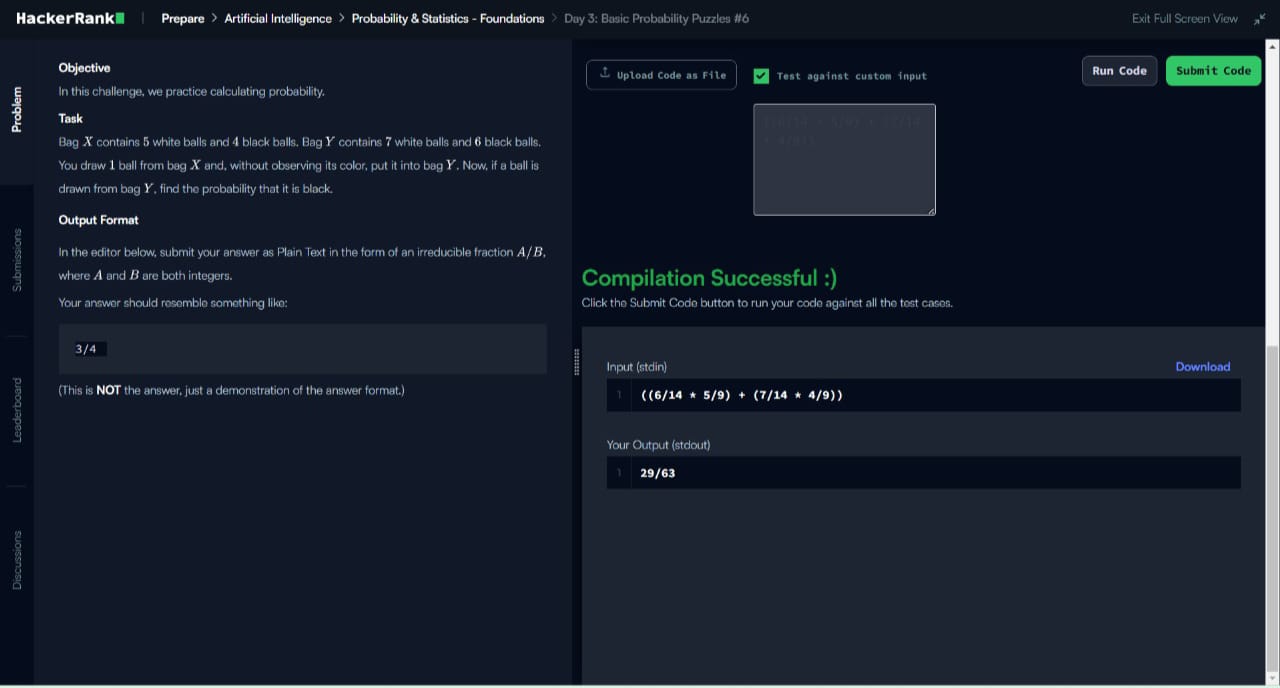 HackerRank
Prepare > Artificial Intelligence > Probability & Statistics - Foundations > Day 3: Basic Probability Puzzles #6
Exit Full Screen View
Problem
Submissions
Leaderboard
Discussions
Objective
In this challenge, we practice calculating probability.
Task
Bag X contains 5 white balls and 4 black balls. Bag Y contains 7 white balls and 6 black balls.
You draw 1 ball from bag X and, without observing its color, put it into bag Y. Now, if a ball is
drawn from bag Y, find the probability that it is black.
Output Format
In the editor below, submit your answer as Plain Text in the form of an irreducible fraction A/B,
where A and B are both integers.
Your answer should resemble something like:
3/4
(This is NOT the answer, just a demonstration of the answer format.)
Upload Code as File
Test against custom input
Run Code
Submit Code
((6/14 * 5/9) + (7/14
* 4/9))
Compilation Successful :)
Click the Submit Code button to run your code against all the test cases.
Input (stdin)
Download
1 ((6/14 * 5/9) + (7/14 * 4/9))
Your Output (stdout)
1 29/63